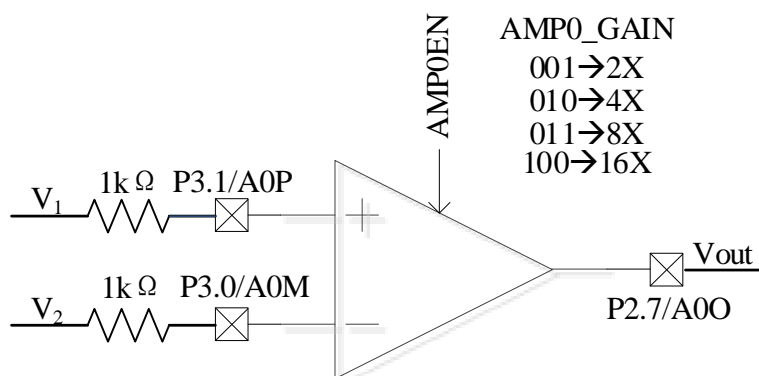 AMP0_GAIN
001→2X
010→4X
011→8X
100→16X
AMP0EN
1kΩ
P3.1/A0P
V₁
+
Vout
1kΩ
P3.0/A0M
V₂
P2.7/A0O